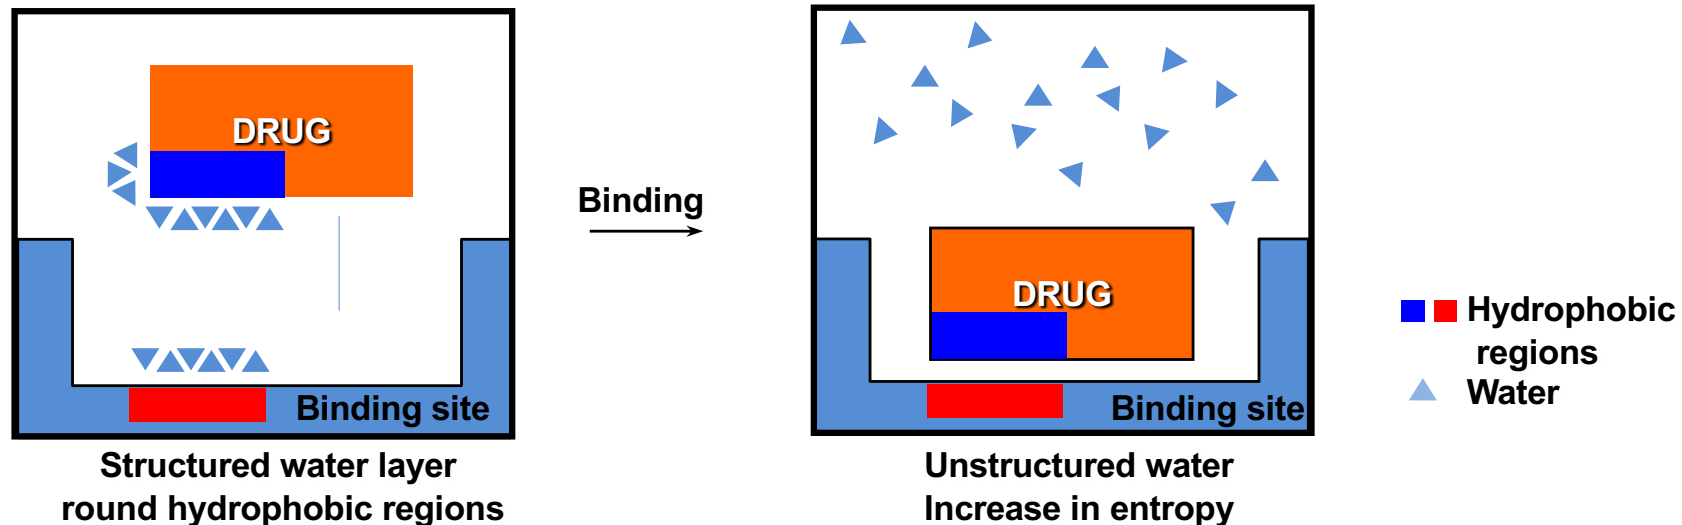 DRUG
Binding site
Structured water layer
round hydrophobic regions
Binding
DRUG
Binding site
Unstructured water
Increase in entropy
Hydrophobic
regions
Water